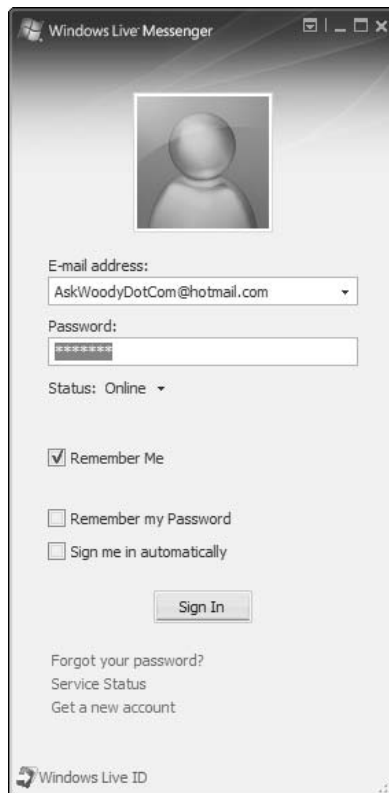 Windows Live Messenger
E-mail address:
AskWoodyDotCom@hotmail.com
Password:
*******
Status: Online
Remember Me
Remember my Password
Sign me in automatically
Sign In
Forgot your password?
Service Status
Get a new account
Windows Live ID